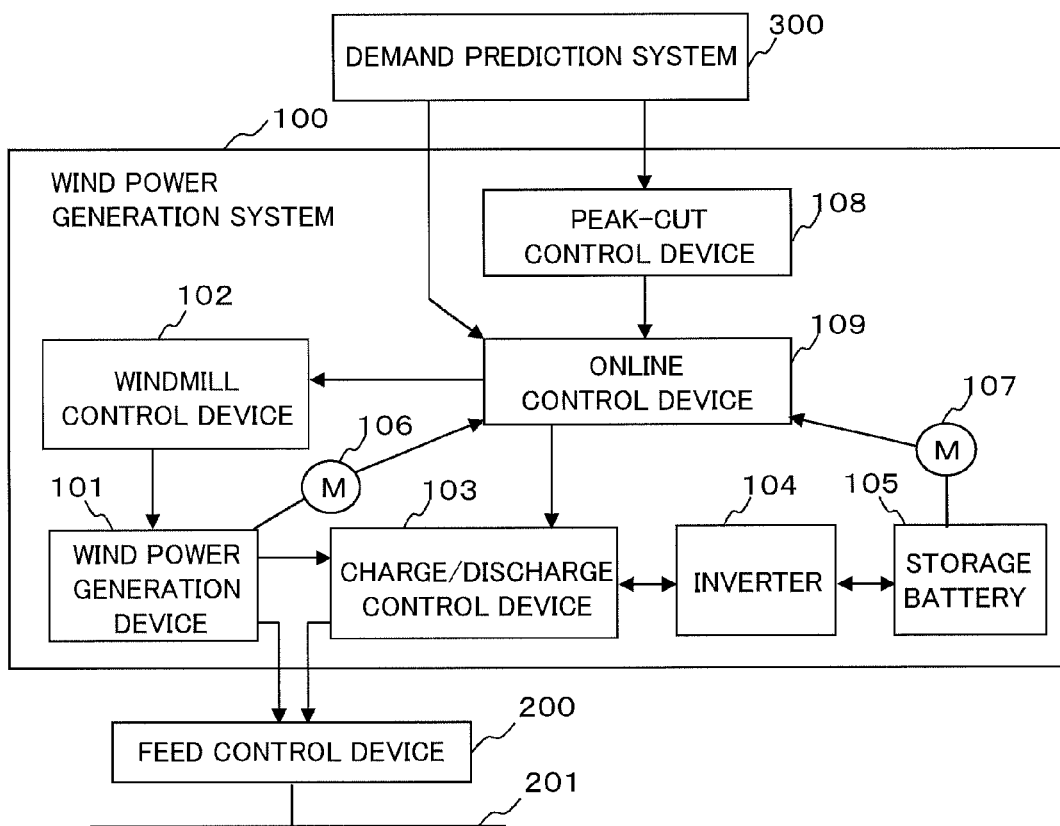 300
DEMAND PREDICTION SYSTEM
100
WIND POWER
GENERATION SYSTEM
108
PEAK-CUT
CONTROL DEVICE
102
109
WINDMILL
CONTROL DEVICE
ONLINE
CONTROL DEVICE
107
M
106
M
101
103
104
105
WIND POWER
GENERATION
DEVICE
CHARGE/DISCHARGE
CONTROL DEVICE
INVERTER
STORAGE
BATTERY
200
FEED CONTROL DEVICE
201